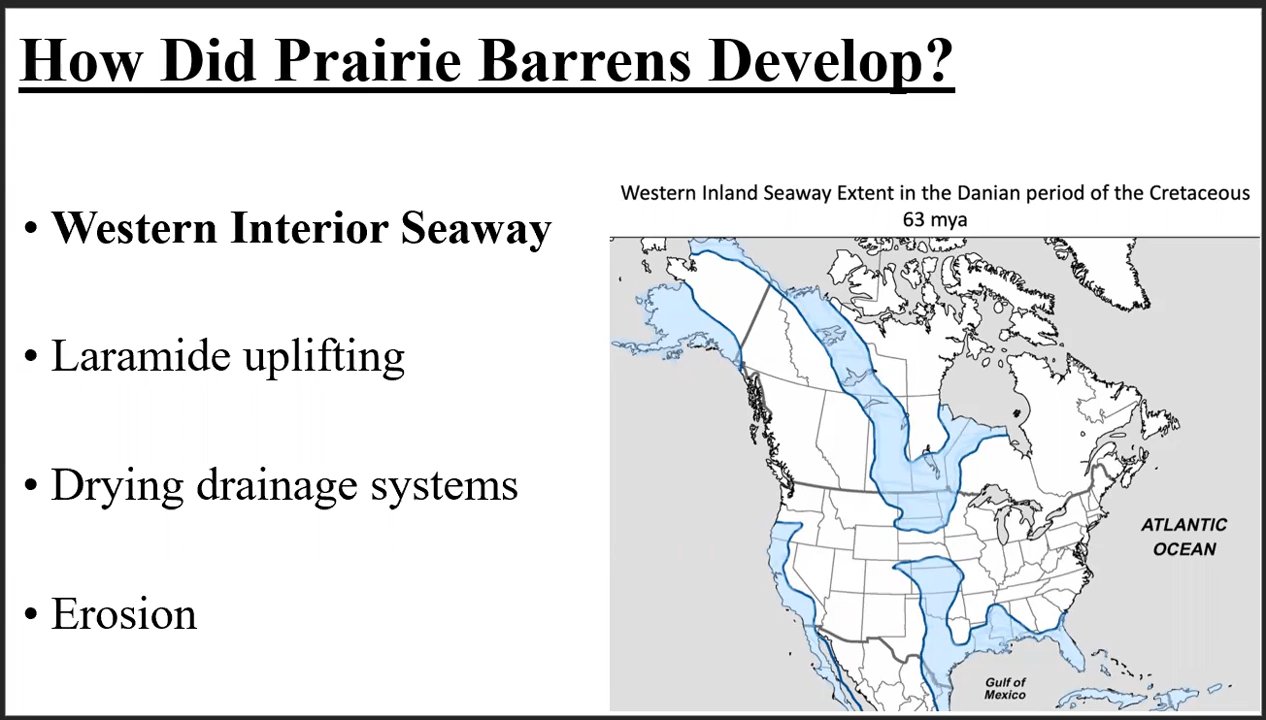 How Did Prairie Barrens Develop?
• Western Interior Seaway
• Laramide uplifting
• Drying drainage systems
• Erosion
Western Inland Seaway Extent in the Danian period of the Cretaceous
63 mya
ATLANTIC
OCEAN
Gulf of
Mexico